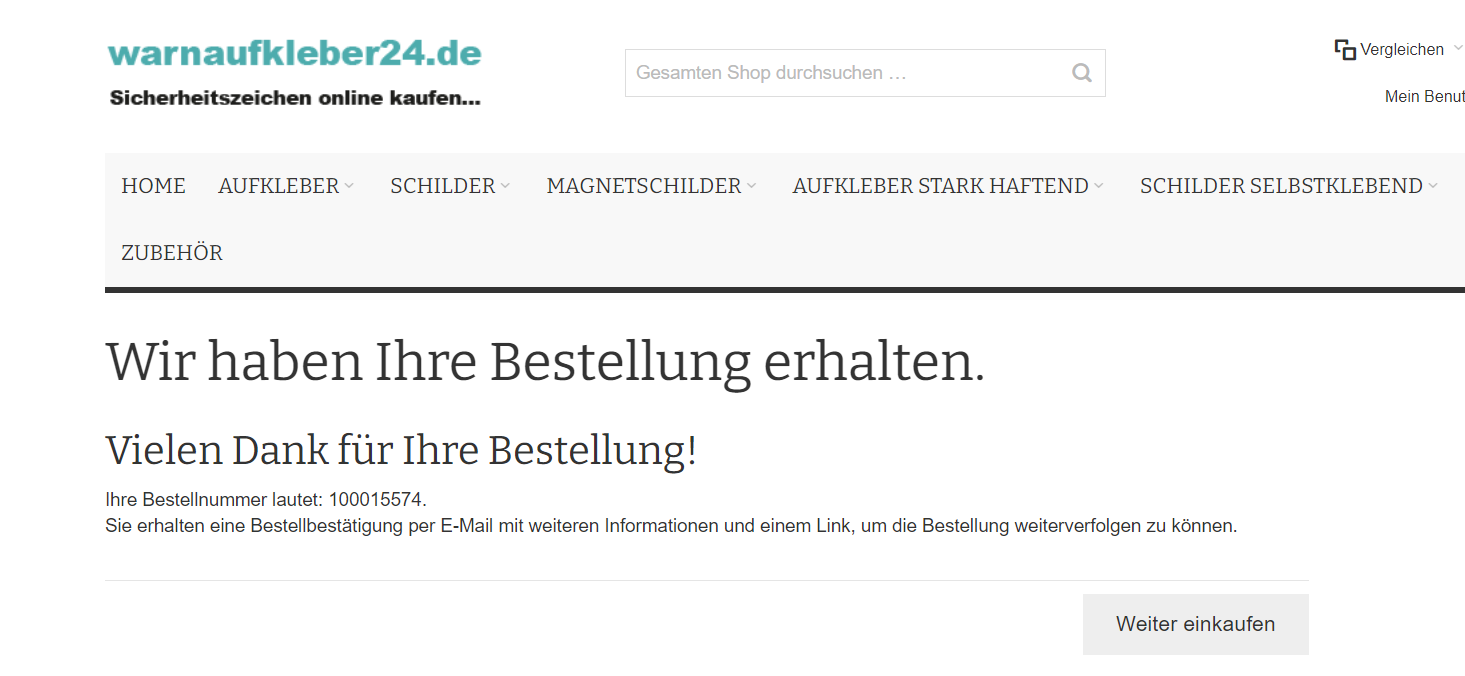 warnaufkleber24.de
Sicherheitszeichen online kaufen...
Gesamten Shop durchsuchen ...
Vergleichen
Mein Benut
HOME AUFKLEBER SCHILDER MAGNETSCHILDER AUFKLEBER STARK HAFTEND SCHILDER SELBSTKLEBEND
ZUBEHÖR
Wir haben Ihre Bestellung erhalten.
Vielen Dank für Ihre Bestellung!
Ihre Bestellnummer lautet: 100015574.
Sie erhalten eine Bestellbestätigung per E-Mail mit weiteren Informationen und einem Link, um die Bestellung weiterverfolgen zu können.
Weiter einkaufen